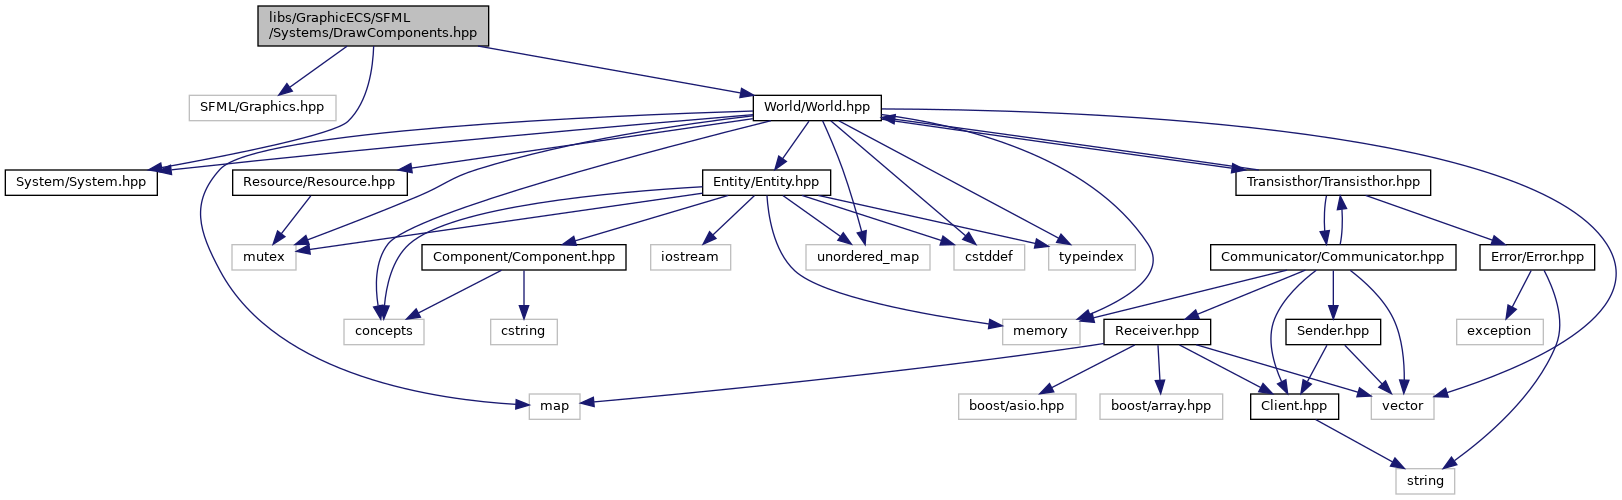 libs/GraphicECS/SFML
/Systems/DrawComponents.hpp
SFML/Graphics.hpp
World/World.hpp
System/System.hpp
Resource/Resource.hpp
Entity/Entity.hpp
Transisthor/Transisthor.hpp
mutex
Component/Component.hpp
iostream
unordered_map
cstddef
typeindex
Communicator/Communicator.hpp
Error/Error.hpp
concepts
cstring
memory
Receiver.hpp
Sender.hpp
exception
map
boost/asio.hpp
boost/array.hpp
Client.hpp
vector
string